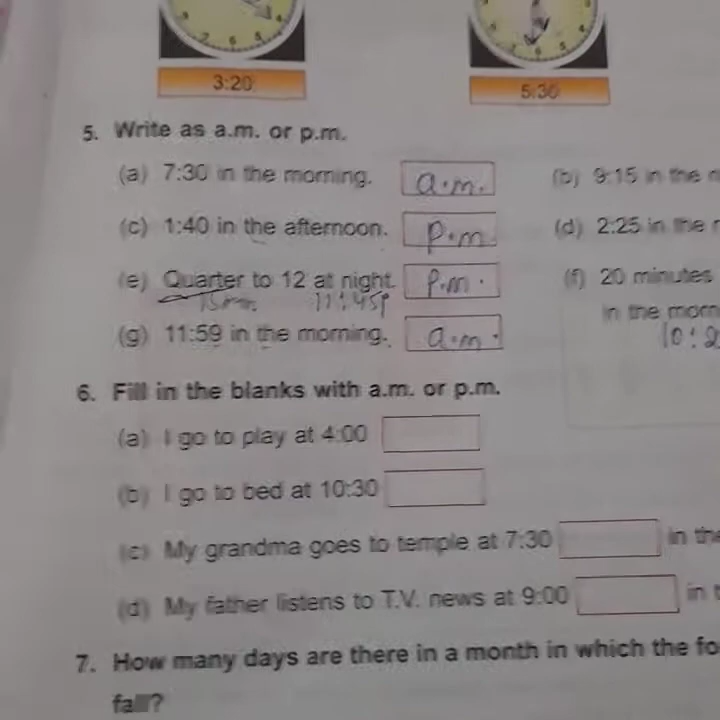 3:20
5:30
5. Write as a.m. or p.m.
(a) 7:30 in the morning. a.m. (b) 9:15 in the
(c) 1:40 in the afternoon. p.m. (d) 2:25 in the
(e) Quarter to 12 at night. p.m. (f) 20 minutes
15 min 11:45p
in the morn
(g) 11:59 in the morning. a.m.
10:2
6. Fill in the blanks with a.m. or p.m.
(a) I go to play at 4:00
(b) I go to bed at 10:30
(c) My grandma goes to temple at 7:30 in the
(d) My father listens to T.V. news at 9:00 in
7. How many days are there in a month in which the fo
fall?